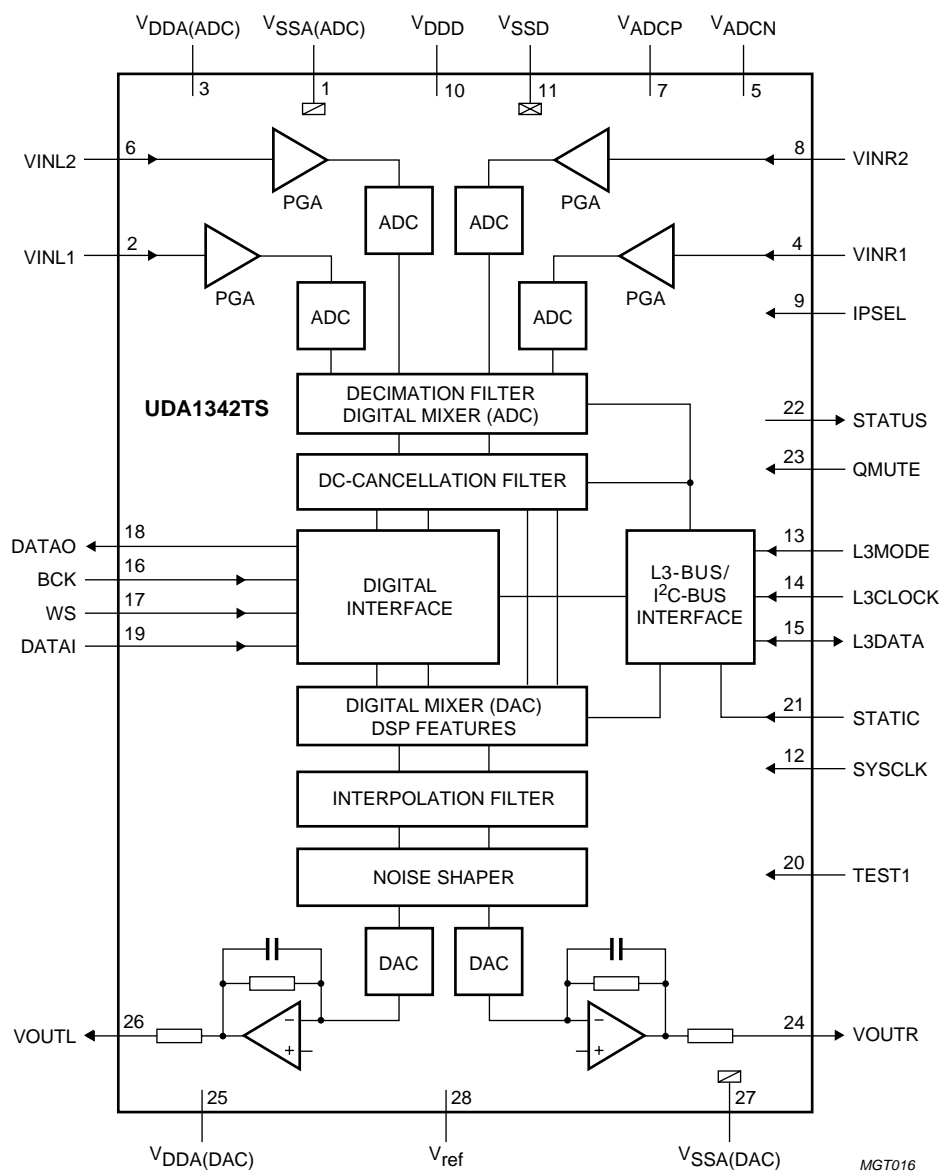 VDDA(ADC) VSSA(ADC) VDDD VSSD VADCP VADCN
3 1 10 11 7 5
VINL2 6 8 VINR2
PGA PGA
ADC ADC
VINL1 2 4 VINR1
PGA PGA
ADC ADC
9 IPSEL
UDA1342TS
DECIMATION FILTER
DIGITAL MIXER (ADC)
22 STATUS
23 QMUTE
DC-CANCELLATION FILTER
DATAO 18
BCK 16
WS 17
DATAI 19
DIGITAL
INTERFACE
L3-BUS/
I2C-BUS
INTERFACE
13 L3MODE
14 L3CLOCK
15 L3DATA
21 STATIC
DIGITAL MIXER (DAC)
DSP FEATURES
12 SYSCLK
INTERPOLATION FILTER
20 TEST1
NOISE SHAPER
DAC DAC
VOUTL 26 − + − + 24 VOUTR
25 28 27
VDDA(DAC) Vref VSSA(DAC)
MGT016